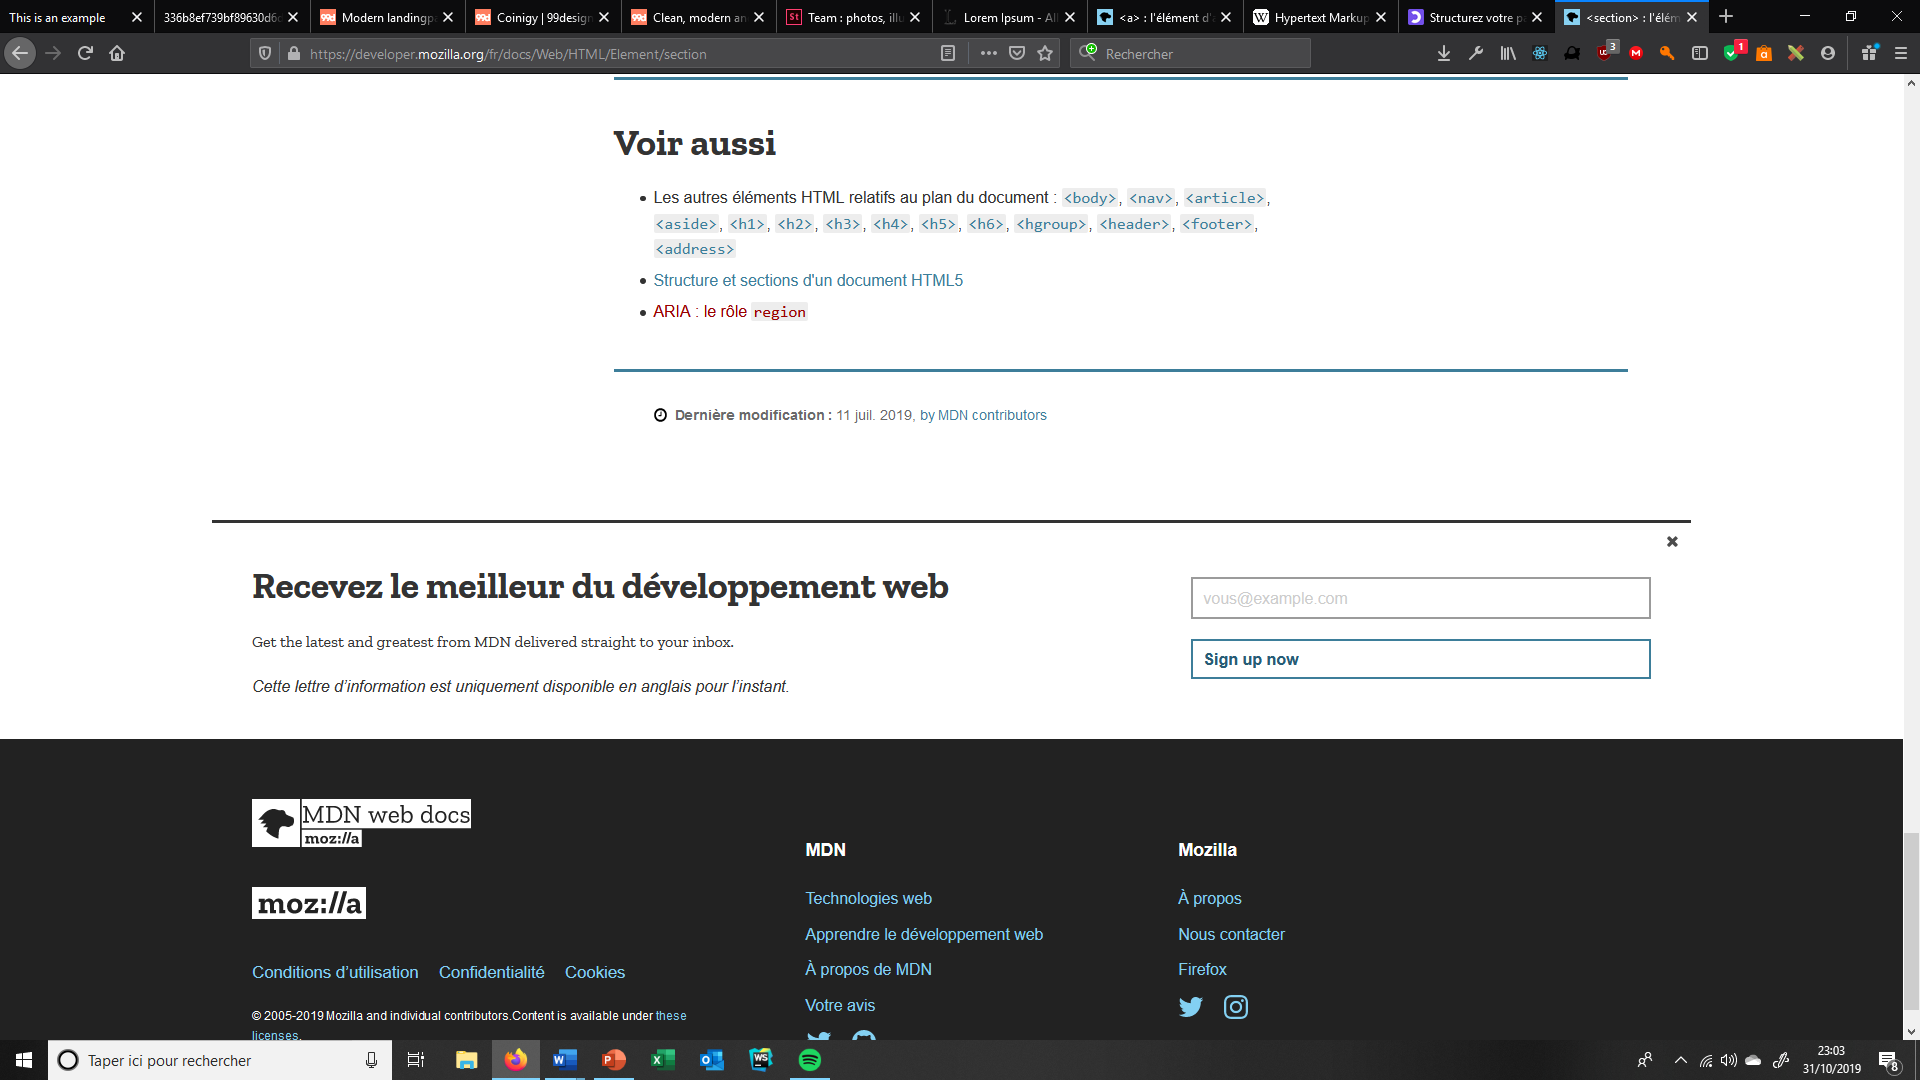 This is an example
336b8ef739bf89630d6
Modern landingp
Coinigy | 99design
Clean, modern an
St
Team : photos, illu
Lorem Ipsum - All
<a> : l'élément d'
Hypertext Markup
Structurez votre p
<section> : l'élém
https://developer.mozilla.org/fr/docs/Web/HTML/Element/section
Rechercher
3
1
Voir aussi
Les autres éléments HTML relatifs au plan du document : <body>, <nav>, <article>,
<aside>, <h1>, <h2>, <h3>, <h4>, <h5>, <h6>, <hgroup>, <header>, <footer>,
<address>
Structure et sections d'un document HTML5
ARIA : le rôle region
Dernière modification : 11 juil. 2019, by MDN contributors
Recevez le meilleur du développement web
vous@example.com
Get the latest and greatest from MDN delivered straight to your inbox.
Sign up now
Cette lettre d’information est uniquement disponible en anglais pour l’instant.
MDN web docs
moz://a
moz://a
MDN
Mozilla
Technologies web
À propos
Apprendre le développement web
Nous contacter
À propos de MDN
Firefox
Votre avis
Conditions d’utilisation Confidentialité Cookies
© 2005-2019 Mozilla and individual contributors.Content is available under these
licenses.
Taper ici pour rechercher
23:03
31/10/2019
8